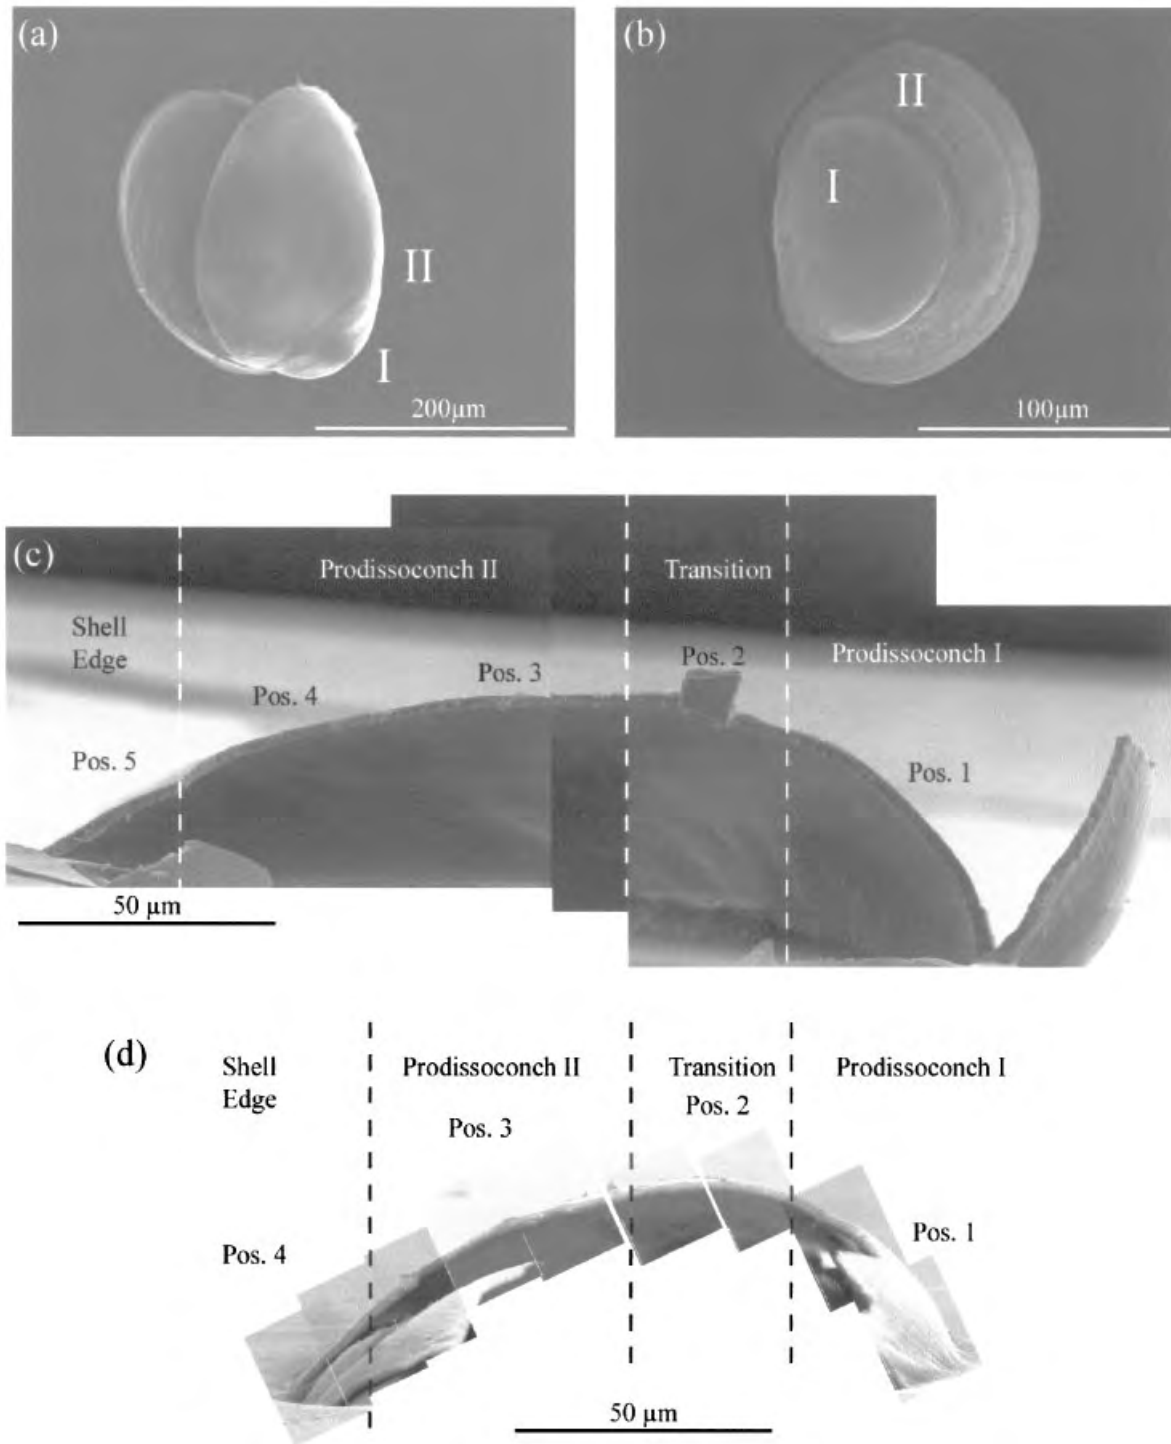 (a)
II
I
200µm
(b)
II
I
100µm
(c)
Prodissoconch II
Transition
Shell
Edge
Pos. 2
Prodissoconch I
Pos. 3
Pos. 4
Pos. 5
Pos. 1
50 µm
(d)
Shell
Edge
Prodissoconch II
Transition
Prodissoconch I
Pos. 2
Pos. 3
Pos. 1
Pos. 4
50 µm